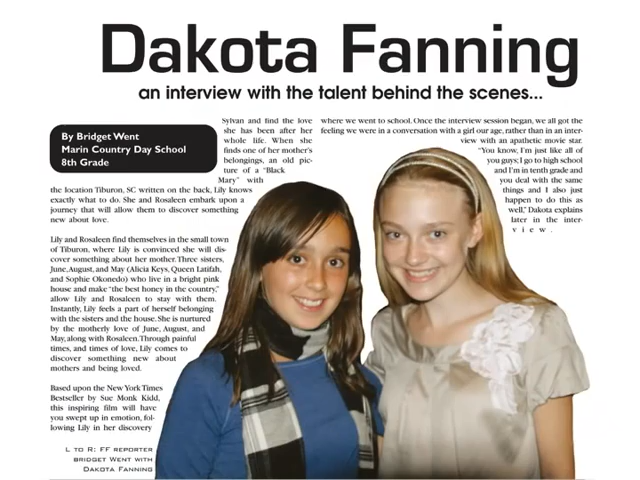 Dakota Fanning
an interview with the talent behind the scenes...
By Bridget Went
Marin Country Day School
8th Grade
Sylvan and find the love
she has been after her
whole life. When she
finds one of her mother's
belongings, an old pic-
ture of a "Black
Mary" with
the location Tiburon, SC written on the back, Lily knows
exactly what to do. She and Rosaleen embark upon a
journey that will allow them to discover something
new about love.
Lily and Rosaleen find themselves in the small town
of Tiburon, where Lily is convinced she will dis-
cover something about her mother. Three sisters,
June, August, and May (Alicia Keys, Queen Latifah,
and Sophie Okonedo) who live in a bright pink
house and make "the best honey in the country,"
allow Lily and Rosaleen to stay with them.
Instantly, Lily feels a part of herself belonging
with the sisters and the house. She is nurtured
by the motherly love of June, August, and
May, along with Rosaleen. Through painful
times, and times of love, Lily comes to
discover something new about
mothers and being loved.
Based upon the New York Times
Bestseller by Sue Monk Kidd,
this inspiring film will have
you swept up in emotion, fol-
lowing Lily in her discovery
L to R: FF reporter
Bridget Went with
Dakota Fanning
where we went to school. Once the interview session began, we all got the
feeling we were in a conversation with a girl our age, rather than in an inter-
view with an apathetic movie star.
"You know, I'm just like all of
you guys; I go to high school
and I'm in tenth grade and
you deal with the same
things and I also just
happen to do this as
well," Dakota explains
later in the inter-
view.